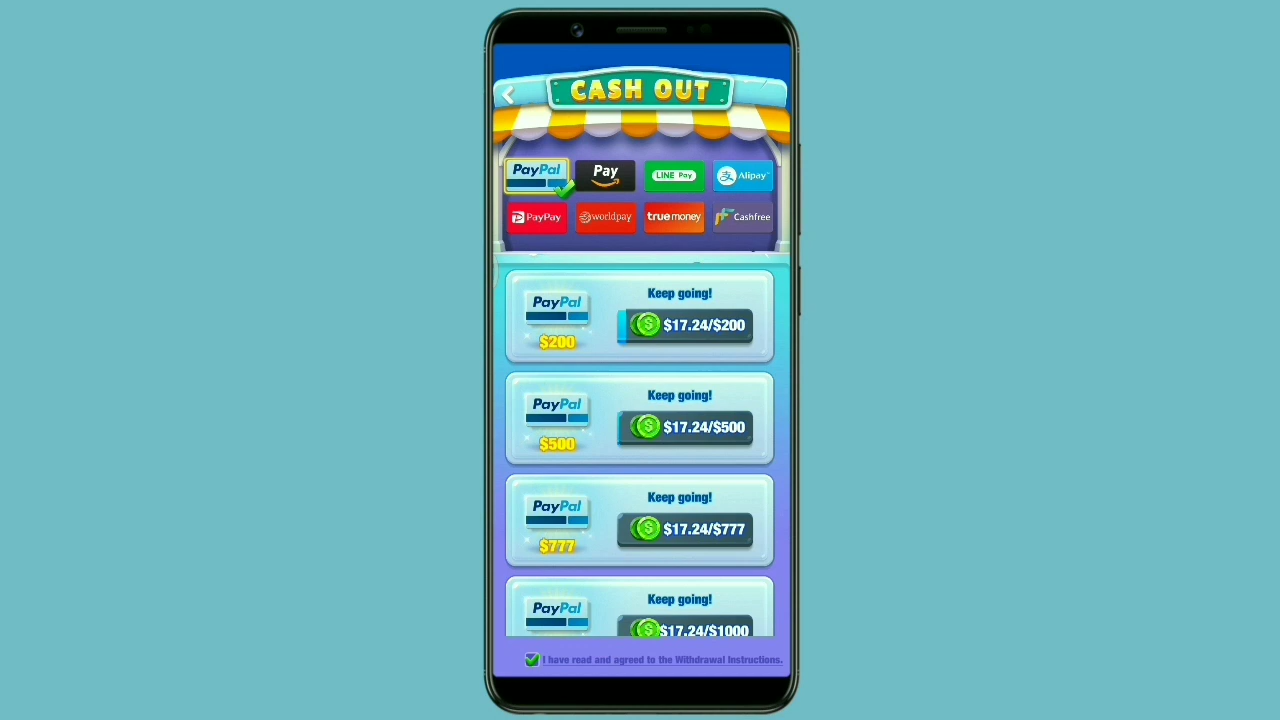 CASH OUT
PayPal Pay LINE Pay 支 Alipay
PayPay worldpay truemoney Cashfree
Keep going!
PayPal
$17.24/$200
$200
Keep going!
PayPal
$17.24/$500
$500
Keep going!
PayPal
$17.24/$777
$777
Keep going!
PayPal
$17.24/$1000
I have read and agreed to the Withdrawal Instructions.